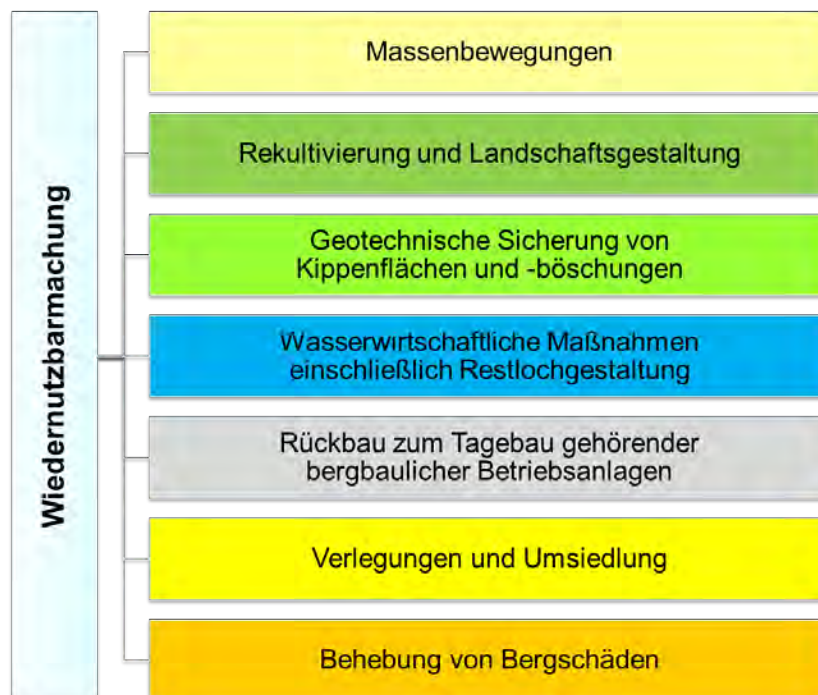 Wiedernutzbarmachung
Massenbewegungen
Rekultivierung und Landschaftsgestaltung
Geotechnische Sicherung von
Kippenflächen und -böschungen
Wasserwirtschaftliche Maßnahmen
einschließlich Restlochgestaltung
Rückbau zum Tagebau gehörender
bergbaulicher Betriebsanlagen
Verlegungen und Umsiedlung
Behebung von Bergschäden